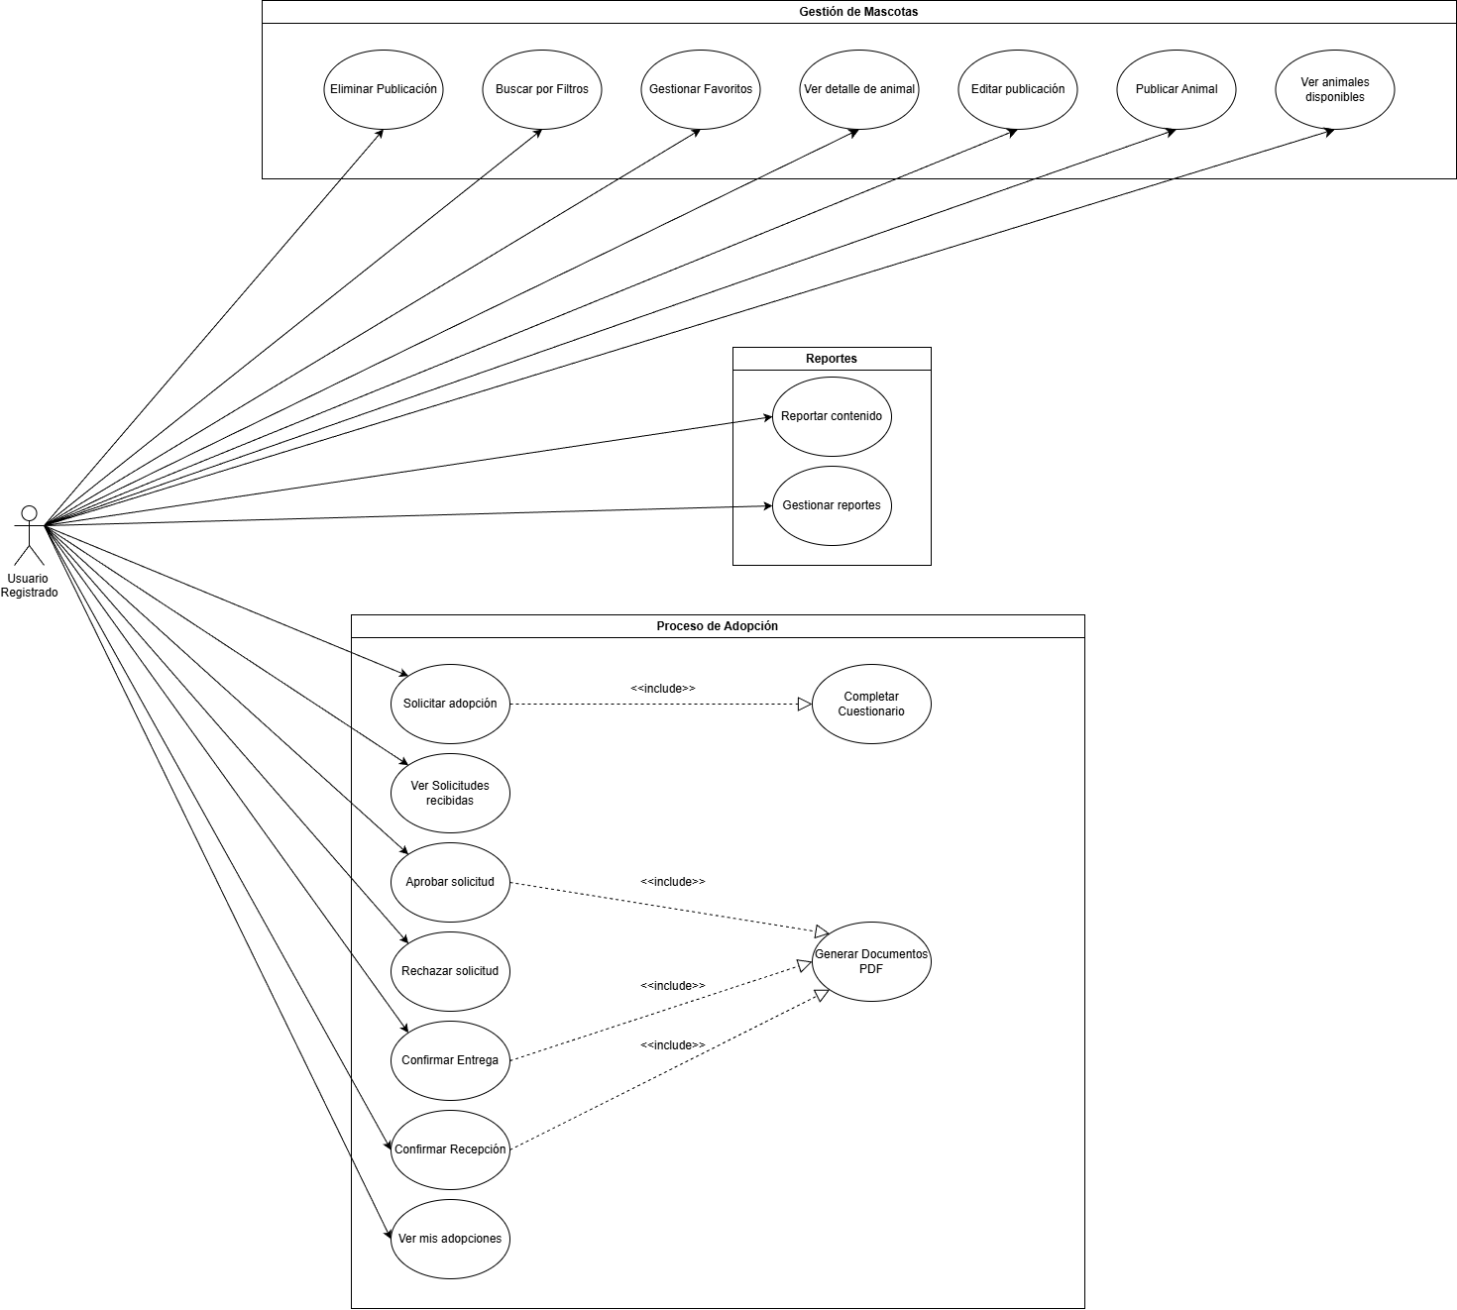 Gestión de Mascotas
Eliminar Publicación
Buscar por Filtros
Gestionar Favoritos
Ver detalle de animal
Editar publicación
Publicar Animal
Ver animales
disponibles
Reportes
Reportar contenido
Gestionar reportes
Usuario
Registrado
Proceso de Adopción
Solicitar adopción
<<include>>
Completar
Cuestionario
Ver Solicitudes
recibidas
Aprobar solicitud
<<include>>
Generar Documentos
PDF
Rechazar solicitud
<<include>>
Confirmar Entrega
<<include>>
Confirmar Recepción
Ver mis adopciones